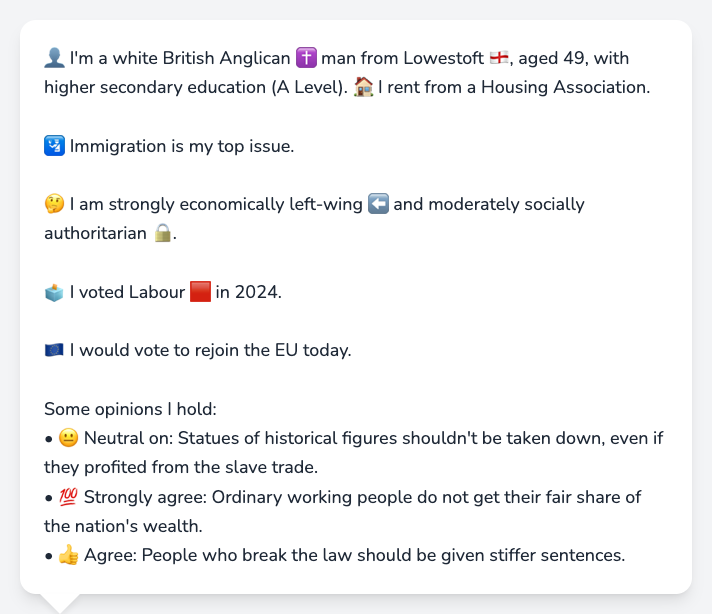 👤 I'm a white British Anglican ✝️ man from Lowestoft 🏴󠁧󠁢󠁥󠁮󠁧󠁿, aged 49, with
higher secondary education (A Level). 🏠 I rent from a Housing Association.
🛂 Immigration is my top issue.
🤔 I am strongly economically left-wing ⬅️ and moderately socially
authoritarian 🔒.
🗳️ I voted Labour 🟥 in 2024.
🇪🇺 I would vote to rejoin the EU today.
Some opinions I hold:
• 😐 Neutral on: Statues of historical figures shouldn't be taken down, even if
they profited from the slave trade.
• 💯 Strongly agree: Ordinary working people do not get their fair share of
the nation's wealth.
• 👍 Agree: People who break the law should be given stiffer sentences.